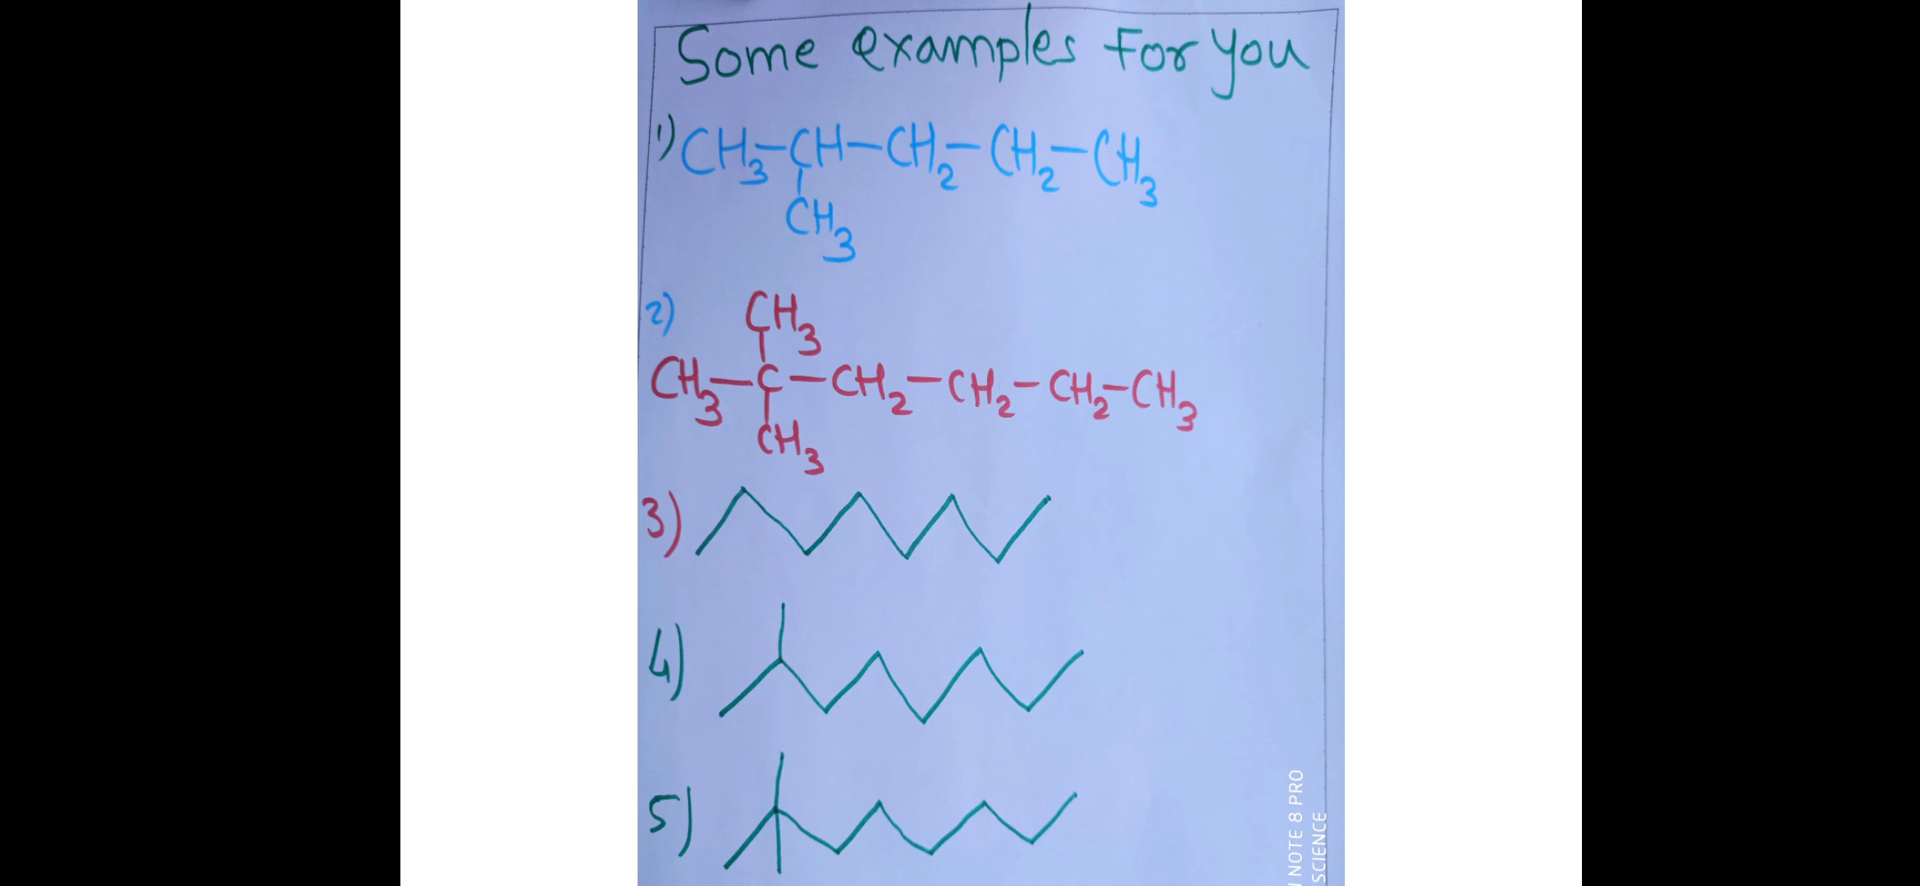 Some examples For you
1) CH₃-CH-CH₂-CH₂-CH₃
CH₃
2) CH₃
CH₃-C-CH₂-CH₂-CH₂-CH₃
CH₃
3)
4)
5)
NOTE 8 PRO
SCIENCE